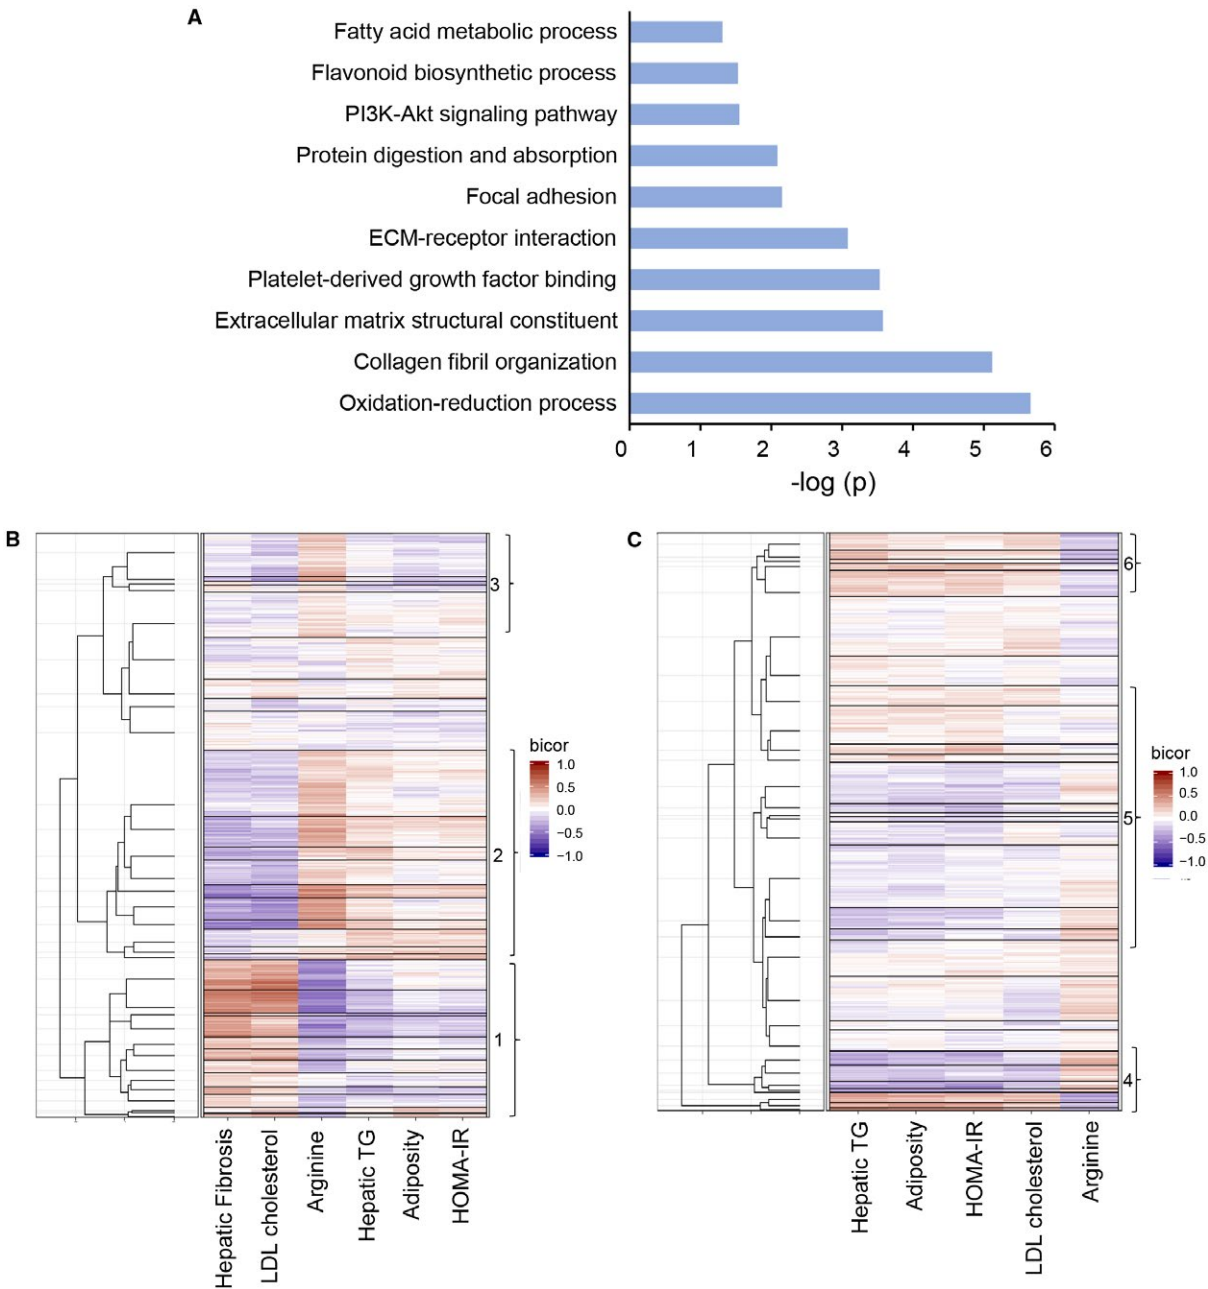 A
Fatty acid metabolic process
Flavonoid biosynthetic process
PI3K-Akt signaling pathway
Protein digestion and absorption
Focal adhesion
ECM-receptor interaction
Platelet-derived growth factor binding
Extracellular matrix structural constituent
Collagen fibril organization
Oxidation-reduction process
0 1 2 3 4 5 6
-log (p)
B
3
2
1
bicor
1.0
0.5
0.0
−0.5
−1.0
Hepatic Fibrosis
LDL cholesterol
Arginine
Hepatic TG
Adiposity
HOMA-IR
C
6
5
4
bicor
1.0
0.5
0.0
−0.5
−1.0
Hepatic TG
Adiposity
HOMA-IR
LDL cholesterol
Arginine